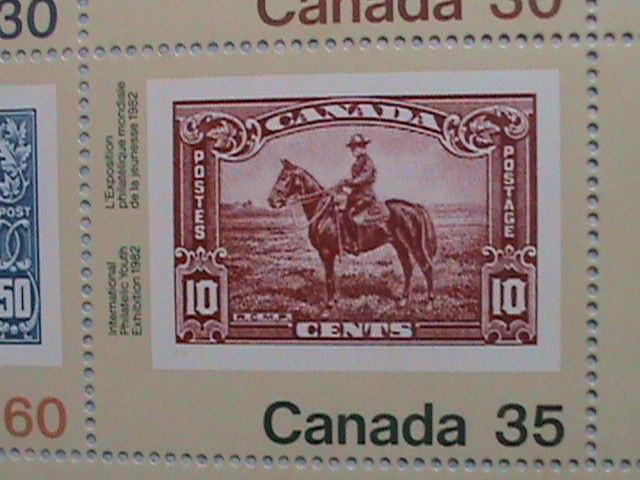 30
Canada 30
POST
50
60
L'Exposition
philatélique mondiale
de la jeunesse 1982
International
Philatelic Youth
Exhibition 1982
CANADA
POSTES
POSTAGE
10
10
R.C.M.P.
CENTS
Canada 35